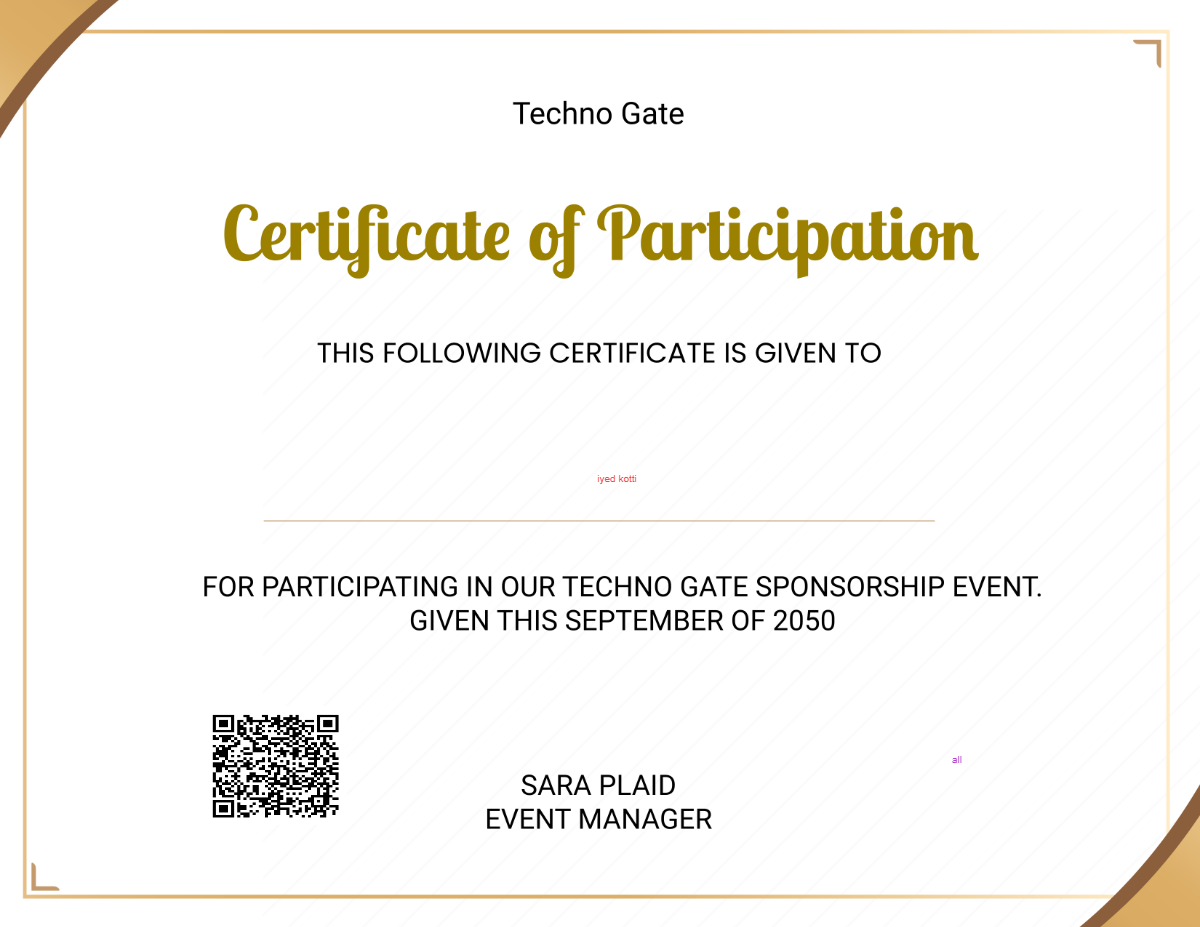 Techno Gate
Certificate of Participation
THIS FOLLOWING CERTIFICATE IS GIVEN TO
iyed kotti
FOR PARTICIPATING IN OUR TECHNO GATE SPONSORSHIP EVENT.
GIVEN THIS SEPTEMBER OF 2050
all
SARA PLAID
EVENT MANAGER